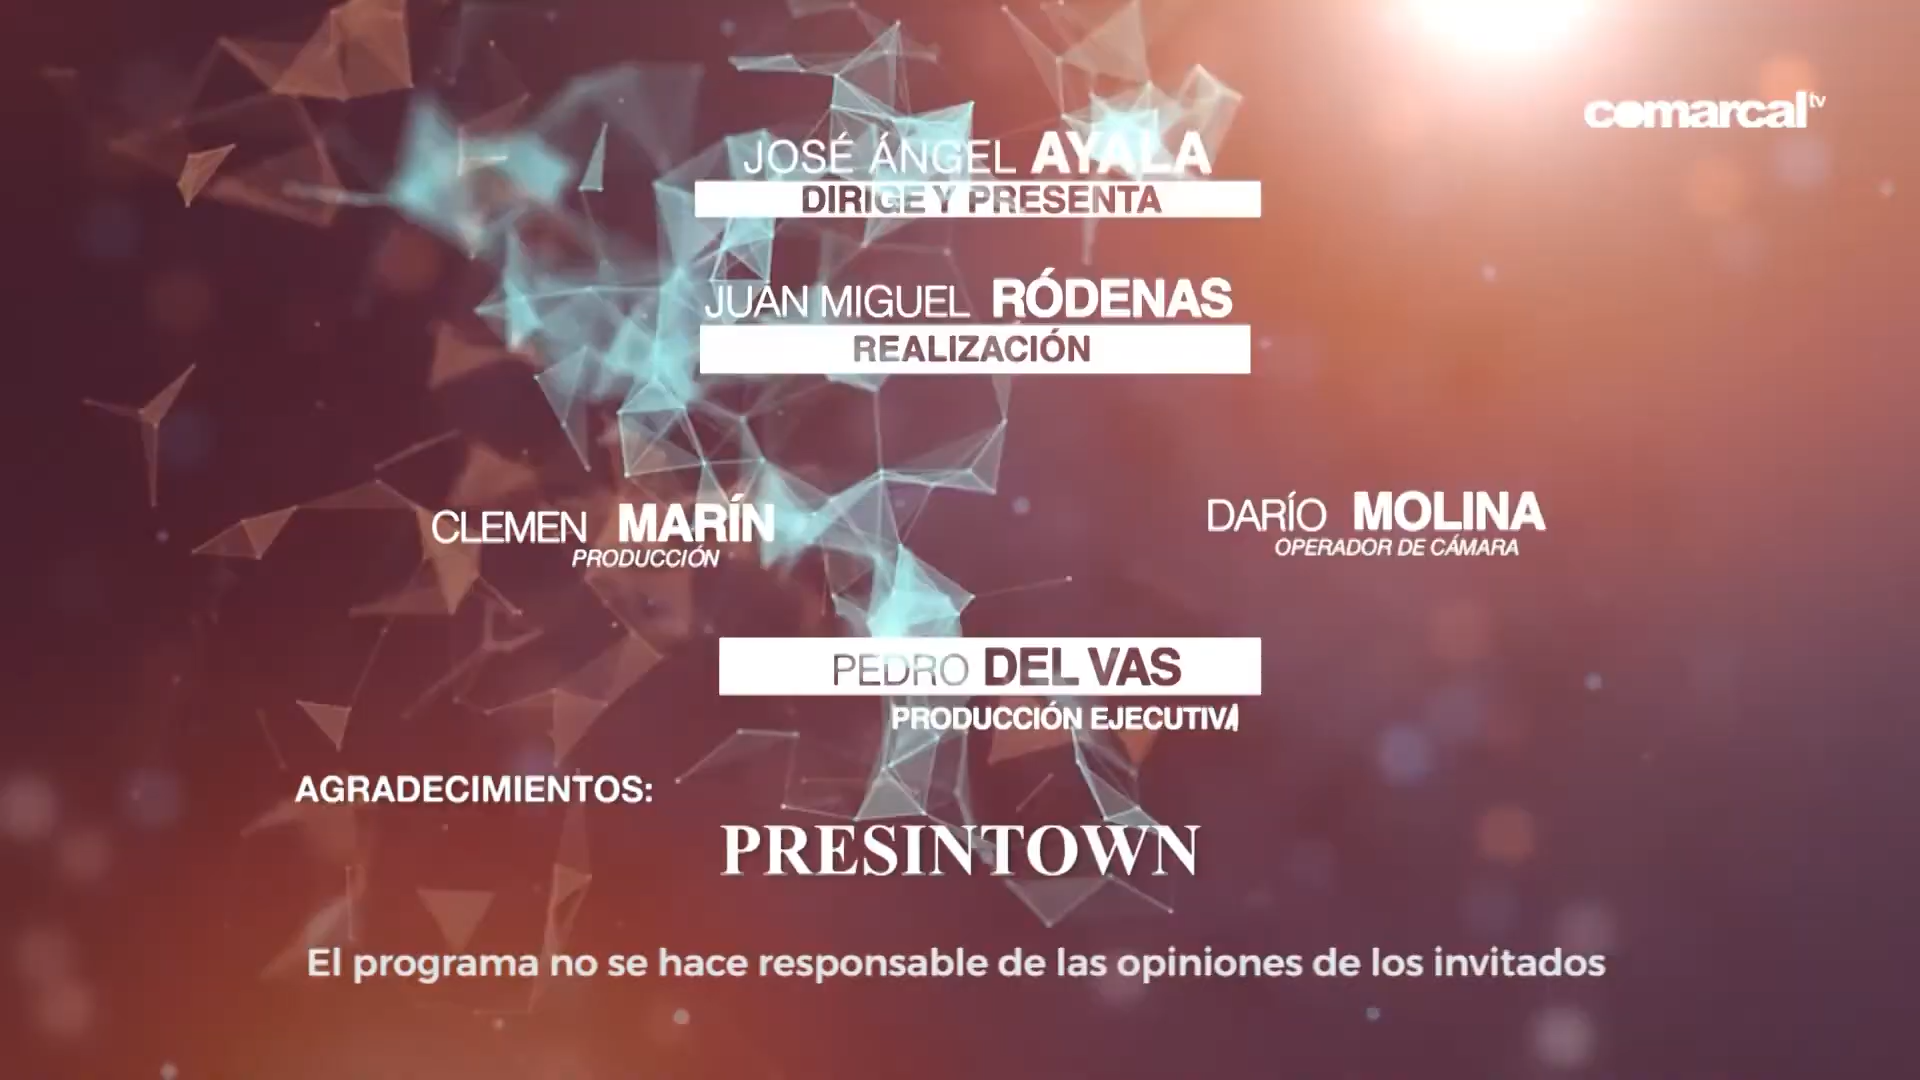 comarcal tv
JOSÉ ÁNGEL AYALA
DIRIGE Y PRESENTA
JUAN MIGUEL RÓDENAS
REALIZACIÓN
CLEMEN MARÍN
PRODUCCIÓN
DARÍO MOLINA
OPERADOR DE CÁMARA
PEDRO DEL VAS
PRODUCCIÓN EJECUTIVA
AGRADECIMIENTOS:
PRESINTOWN
El programa no se hace responsable de las opiniones de los invitados